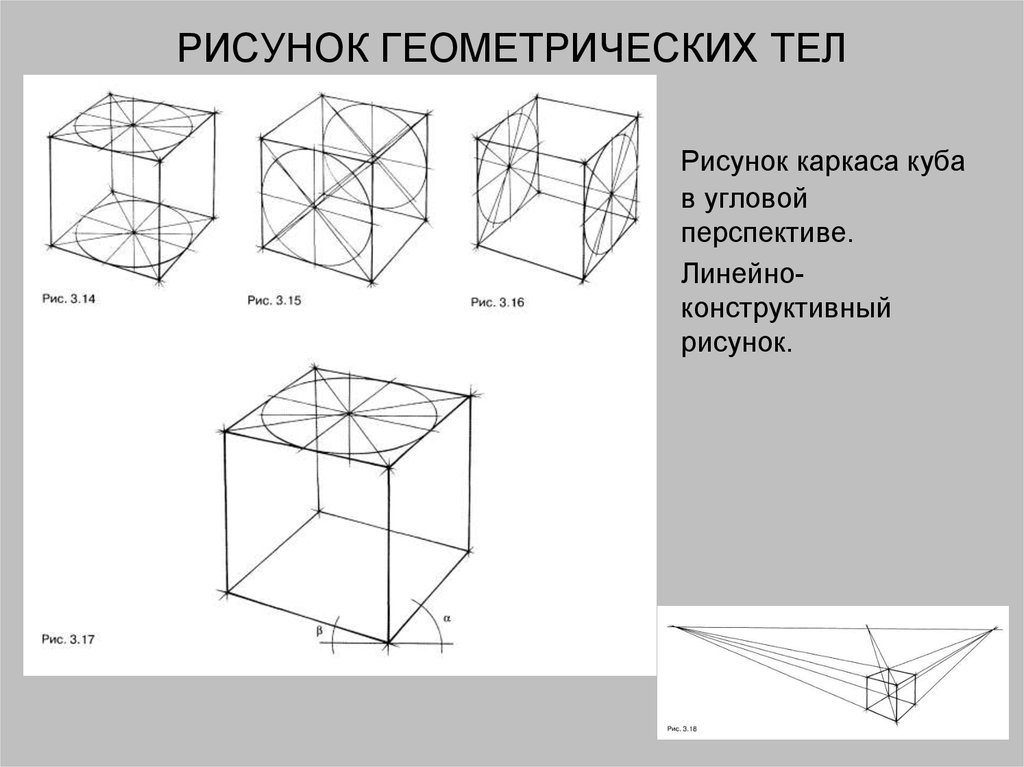 РИСУНОК ГЕОМЕТРИЧЕСКИХ ТЕЛ
Рис. 3.14
Рис. 3.15
Рис. 3.16
Рисунок каркаса куба
в угловой
перспективе.
Линейно-
конструктивный
рисунок.
β
α
Рис. 3.17
Рис. 3.18